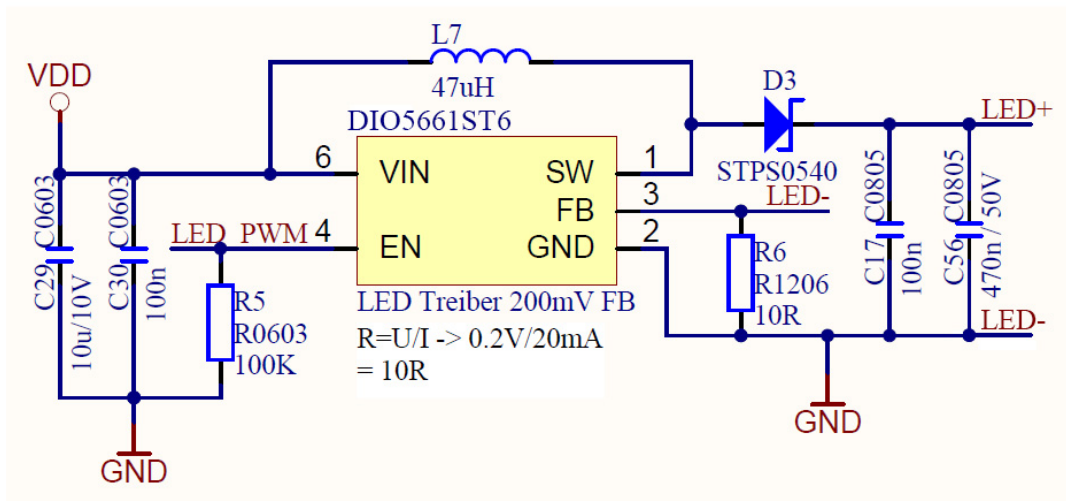 L7
47uH
VDD
DIO5661ST6
D3
STPS0540
LED+
6
VIN
SW
1
FB
3
LED-
LED_PWM
4
EN
GND
2
C29
C0603
10u/10V
C30
C0603
100n
R5
R0603
100K
LED Treiber 200mV FB
R=U/I -> 0.2V/20mA
= 10R
R6
R1206
10R
C17
C0805
100n
C56
C0805
470n / 50V
LED-
GND
GND